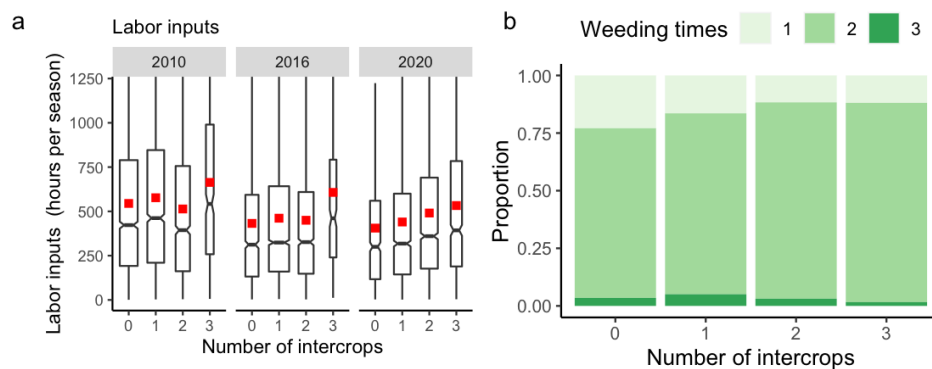 a
Labor inputs
2010 2016 2020
Labor inputs (hours per season)
1250
1000
750
500
250
0
0 1 2 3 0 1 2 3 0 1 2 3
Number of intercrops
b
Weeding times 1 2 3
Proportion
1.00
0.75
0.50
0.25
0.00
0 1 2 3
Number of intercrops